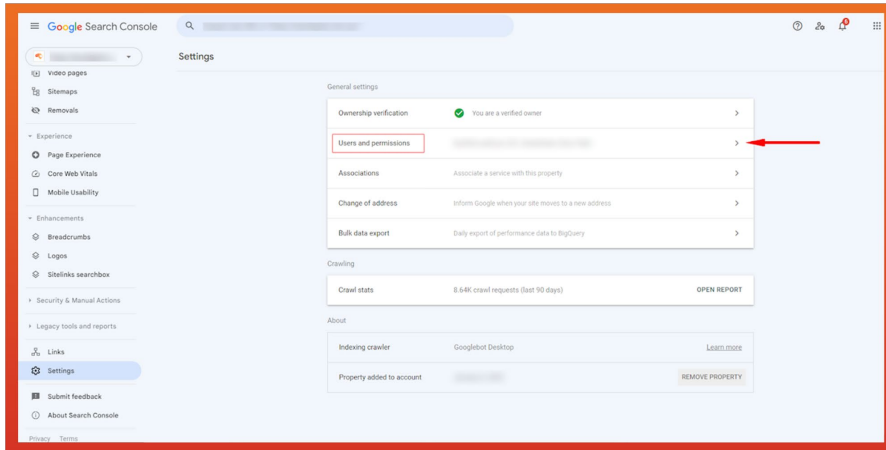 Google Search Console
8
Settings
Video pages
Sitemaps
Removals
Experience
Page Experience
Core Web Vitals
Mobile Usability
Enhancements
Breadcrumbs
Logos
Sitelinks searchbox
Security & Manual Actions
Legacy tools and reports
Links
Settings
Submit feedback
About Search Console
Privacy Terms
General settings
Ownership verification You are a verified owner
Users and permissions
Associations Associate a service with this property
Change of address Inform Google when your site moves to a new address
Bulk data export Daily export of performance data to BigQuery
Crawling
Crawl stats 8.64K crawl requests (last 90 days) OPEN REPORT
About
Indexing crawler Googlebot Desktop Learn more
Property added to account REMOVE PROPERTY